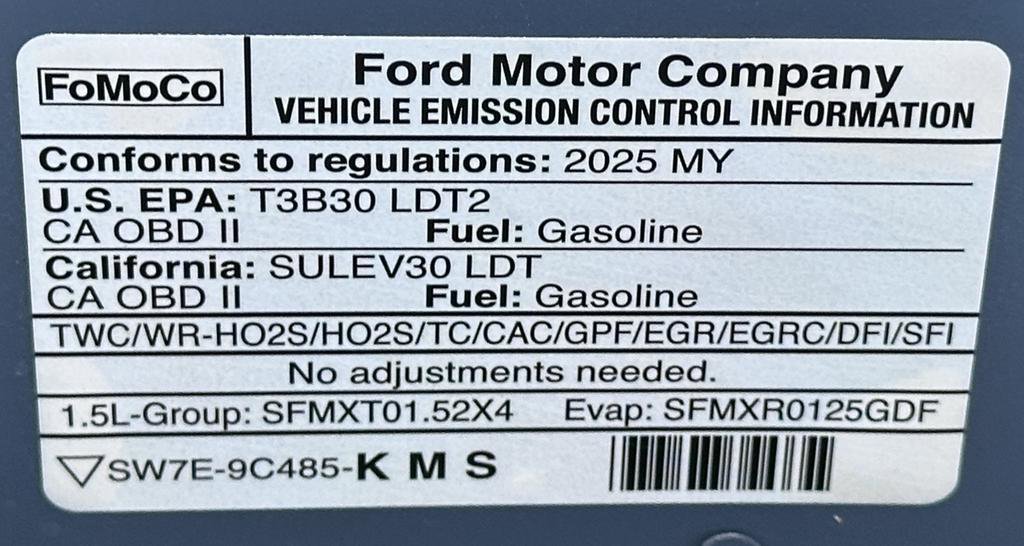 FoMoCo
Ford Motor Company
VEHICLE EMISSION CONTROL INFORMATION
Conforms to regulations: 2025 MY
U.S. EPA: T3B30 LDT2
CA OBD II Fuel: Gasoline
California: SULEV30 LDT
CA OBD II Fuel: Gasoline
TWC/WR-HO2S/HO2S/TC/CAC/GPF/EGR/EGRC/DFI/SFI
No adjustments needed.
1.5L-Group: SFMXT01.52X4 Evap: SFMXR0125GDF
SW7E-9C485-K M S